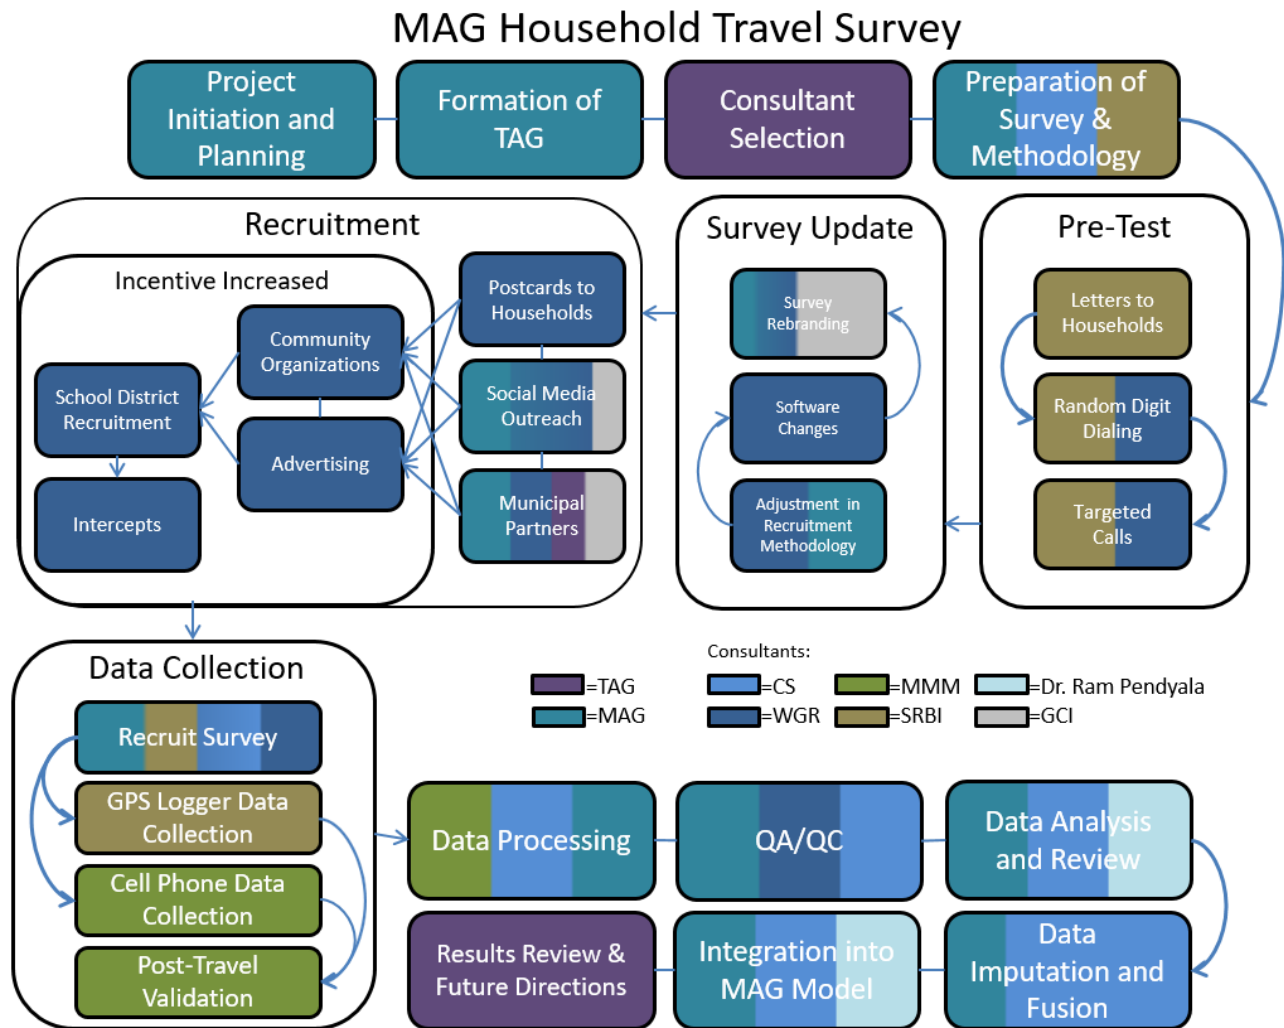 MAG Household Travel Survey
Project
Initiation and
Planning
Formation of
TAG
Consultant
Selection
Preparation of
Survey &
Methodology
Recruitment
Incentive Increased
School District
Recruitment
Intercepts
Community
Organizations
Advertising
Postcards to
Households
Social Media
Outreach
Municipal
Partners
Survey Update
Survey
Rebranding
Software
Changes
Adjustment in
Recruitment
Methodology
Pre-Test
Letters to
Households
Random Digit
Dialing
Targeted
Calls
Data Collection
Recruit Survey
GPS Logger Data
Collection
Cell Phone Data
Collection
Post-Travel
Validation
Consultants:
=TAG
=CS
=MMM
=Dr. Ram Pendyala
=MAG
=WGR
=SRBI
=GCI
Data Processing
QA/QC
Data Analysis
and Review
Results Review &
Future Directions
Integration into
MAG Model
Data
Imputation and
Fusion